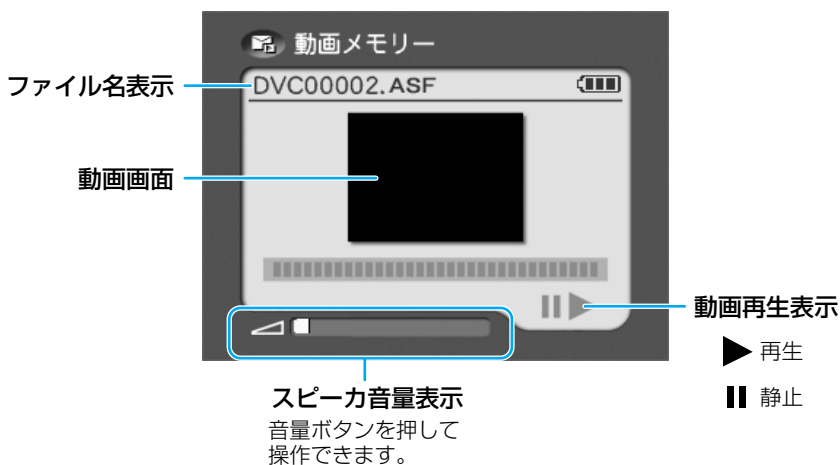 動画メモリー
ファイル名表示
DVC00002.ASF
動画画面
動画再生表示
再生
静止
スピーカ音量表示
音量ボタンを押して
操作できます。